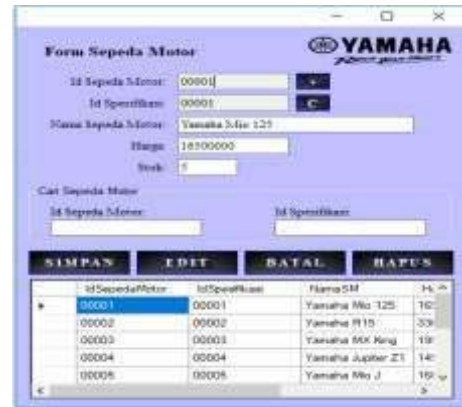 Form Sepeda Motor
YAMAHA
Id Sepeda Motor: 00001 +
Id Spesifikasi: 00001 C
Nama Sepeda Motor: Yamaha Mio 125
Harga: 16500000
Stok: 5
Cari Sepeda Motor
Id Sepeda Motor: Id Spesifikasi:
SIMPAN EDIT BATAL HAPUS
IdSepedaMotor IdSpesifikasi NamaSM
00001 00001 Yamaha Mio 125
00002 00002 Yamaha R15
00003 00003 Yamaha MX King
00004 00004 Yamaha Jupiter Z1
00005 00005 Yamaha Mio J